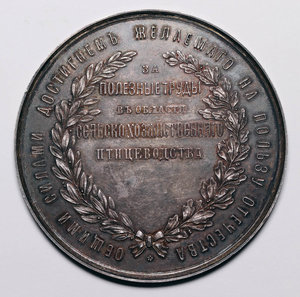 ОБЩИМИ СИЛАМИ ДОСТИГНЕМЪ ЖЕЛАЕМАГО НА ПОЛЬЗУ ОТЕЧЕСТВА
ЗА
ПОЛЕЗНЫЕ ТРУДЫ
ВЪ ОБЛАСТИ
СЕЛЬСКОХОЗЯЙСТВЕННАГО
ПТИЦЕВОДСТВА